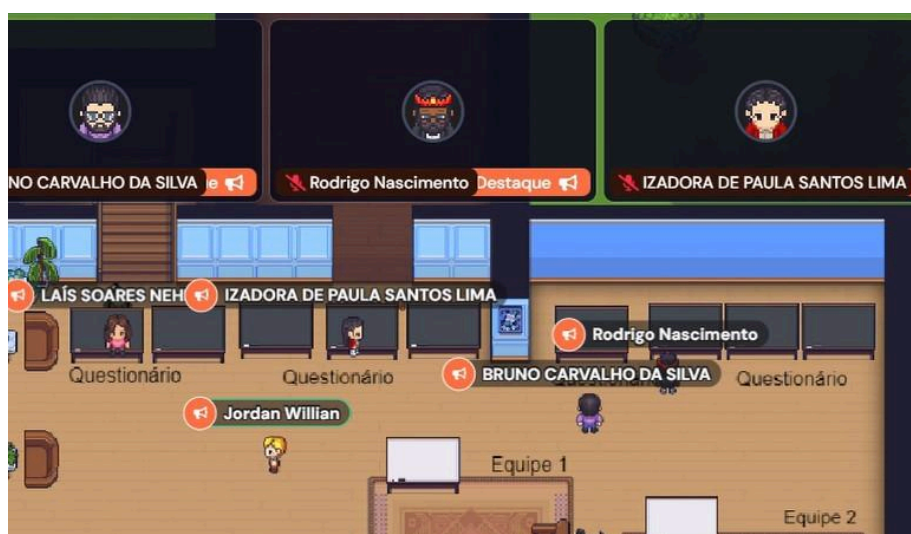 NO CARVALHO DA SILVA
Rodrigo Nascimento Destaque
IZADORA DE PAULA SANTOS LIMA
LAÍS SOARES NEH
IZADORA DE PAULA SANTOS LIMA
Rodrigo Nascimento
BRUNO CARVALHO DA SILVA
Questionário
Questionário
Questionário
Jordan Willian
Equipe 1
Equipe 2